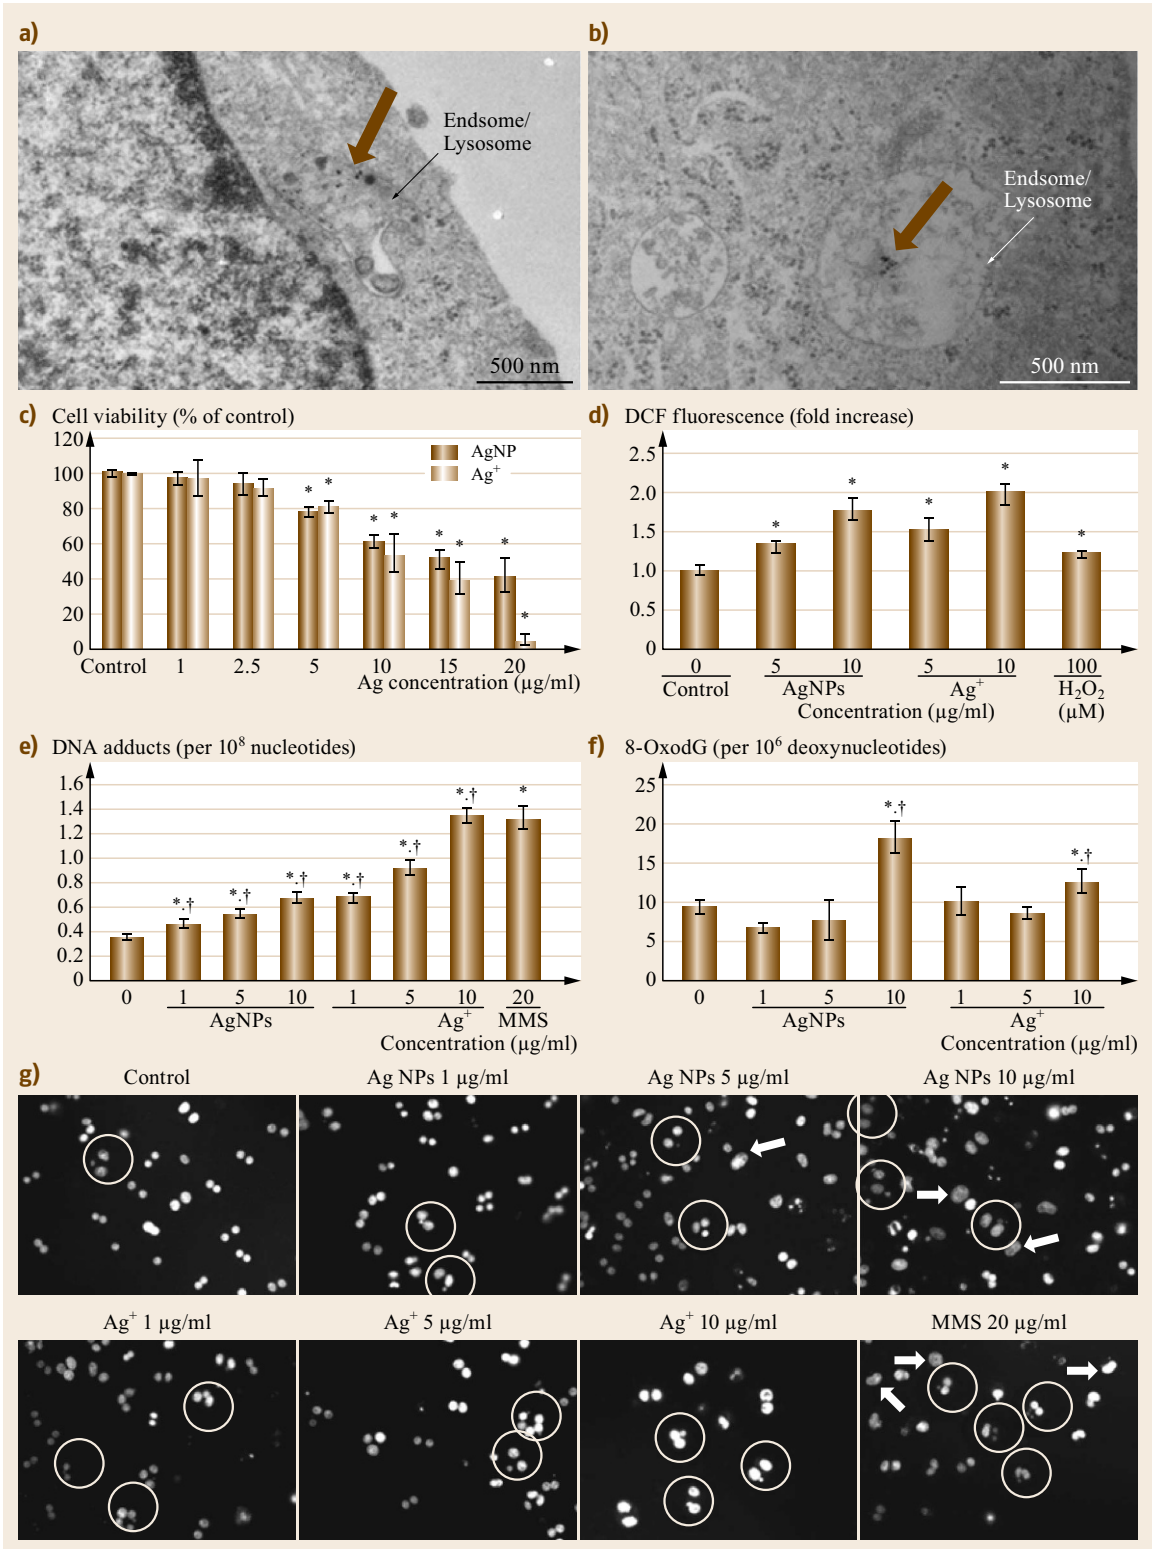 a)
Endsome/
Lysosome
500 nm
b)
Endsome/
Lysosome
500 nm
c) Cell viability (% of control)
120
100
80
60
40
20
0
AgNP
Ag⁺
* * * * * * * *
Control 1 2.5 5 10 15 20
Ag concentration (µg/ml)
d) DCF fluorescence (fold increase)
2.5
2.0
1.5
1.0
0.5
0
* * * * *
0 5 10 5 10 100
Control AgNPs Ag⁺ H₂O₂
Concentration (µg/ml) (µM)
e) DNA adducts (per 10⁸ nucleotides)
1.6
1.4
1.2
1.0
0.8
0.6
0.4
0.2
0
*.† *.† *.† *.† *.† *.† *
0 1 5 10 1 5 10 20
AgNPs Ag⁺ MMS
Concentration (µg/ml)
f) 8-OxodG (per 10⁶ deoxynucleotides)
25
20
15
10
5
0
*.† *.†
0 1 5 10 1 5 10
AgNPs Ag⁺
Concentration (µg/ml)
g)
Control Ag NPs 1 µg/ml Ag NPs 5 µg/ml Ag NPs 10 µg/ml
Ag⁺ 1 µg/ml Ag⁺ 5 µg/ml Ag⁺ 10 µg/ml MMS 20 µg/ml